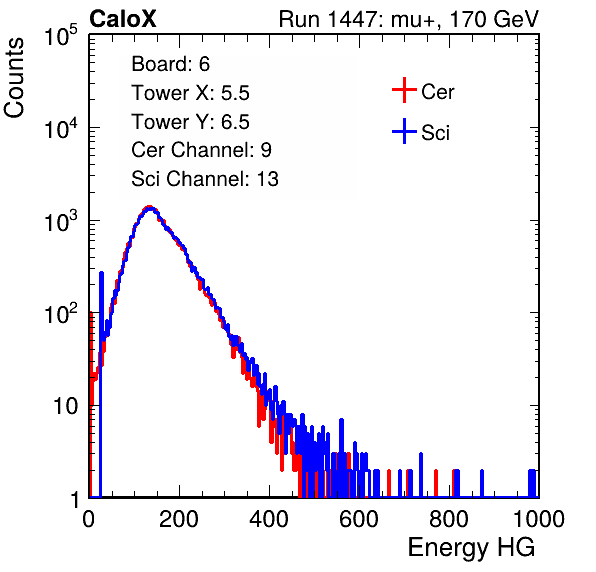 CaloX Run 1447: mu+, 170 GeV
Counts
Board: 6
Tower X: 5.5
Tower Y: 6.5
Cer Channel: 9
Sci Channel: 13
Cer
Sci
10^5
10^4
10^3
10^2
10
1
0 200 400 600 800 1000
Energy HG